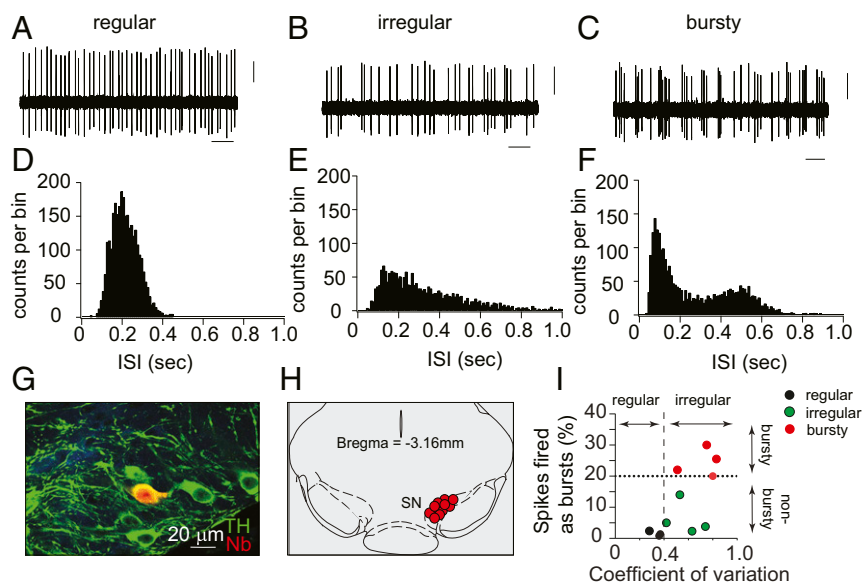 A
regular
B
irregular
C
bursty
D
200
150
100
50
0
counts per bin
0 0.2 0.4 0.6 0.8 1.0
ISI (sec)
E
200
150
100
50
0
counts per bin
0 0.2 0.4 0.6 0.8 1.0
ISI (sec)
F
200
150
100
50
0
counts per bin
0 0.2 0.4 0.6 0.8 1.0
ISI (sec)
G
20 μm
TH
Nb
H
Bregma = -3.16mm
SN
I
regular
irregular
regular
irregular
bursty
40
30
20
10
0
Spikes fired
as bursts (%)
bursty
non-
bursty
0 0.4 1.0
Coefficient of variation